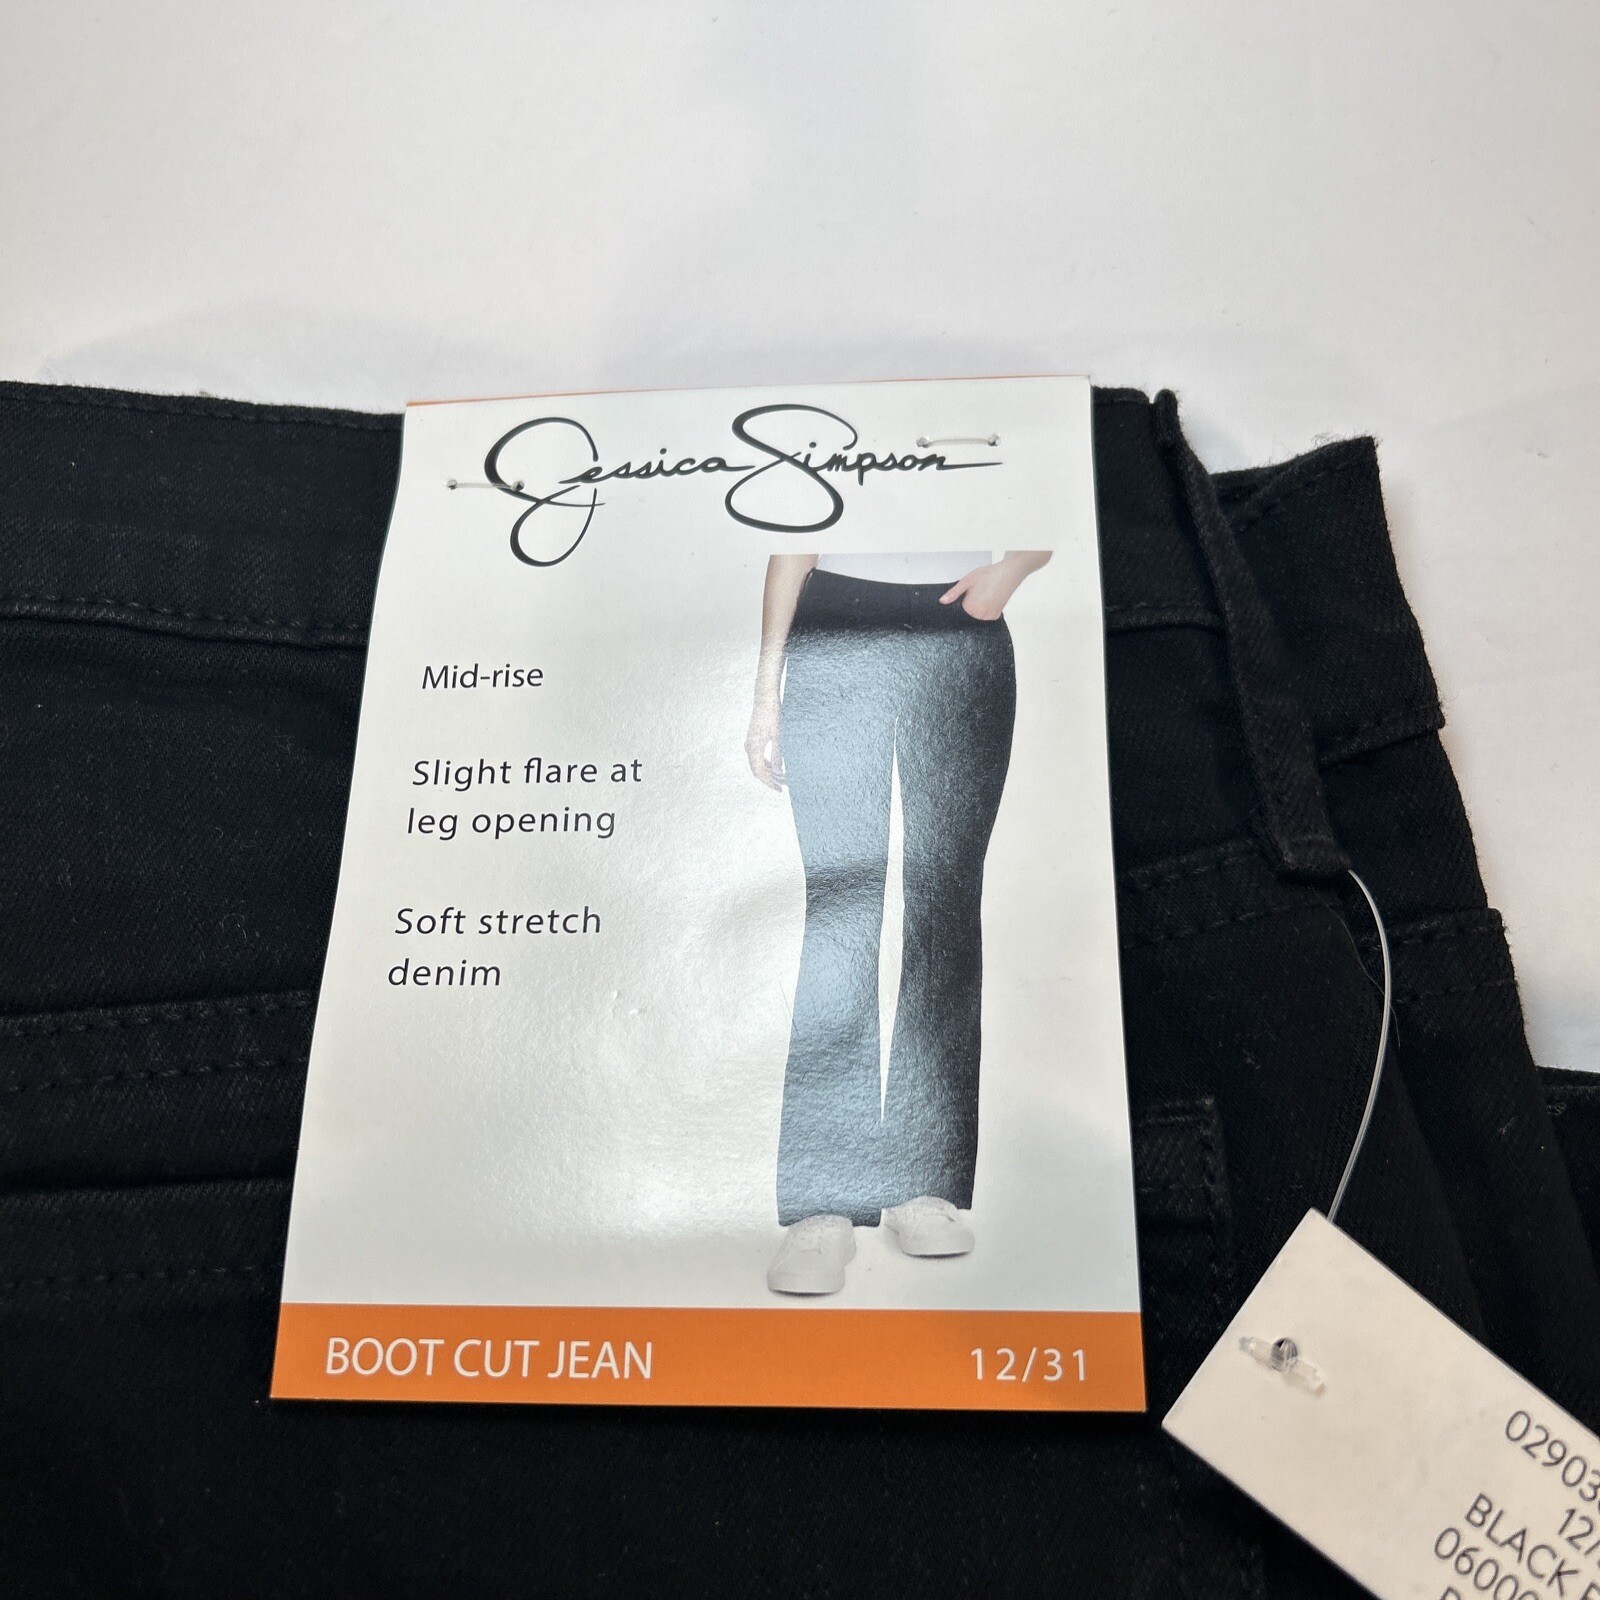 Jessica Simpson
Mid-rise
Slight flare at
leg opening
Soft stretch
denim
BOOT CUT JEAN 12/31
BLACK